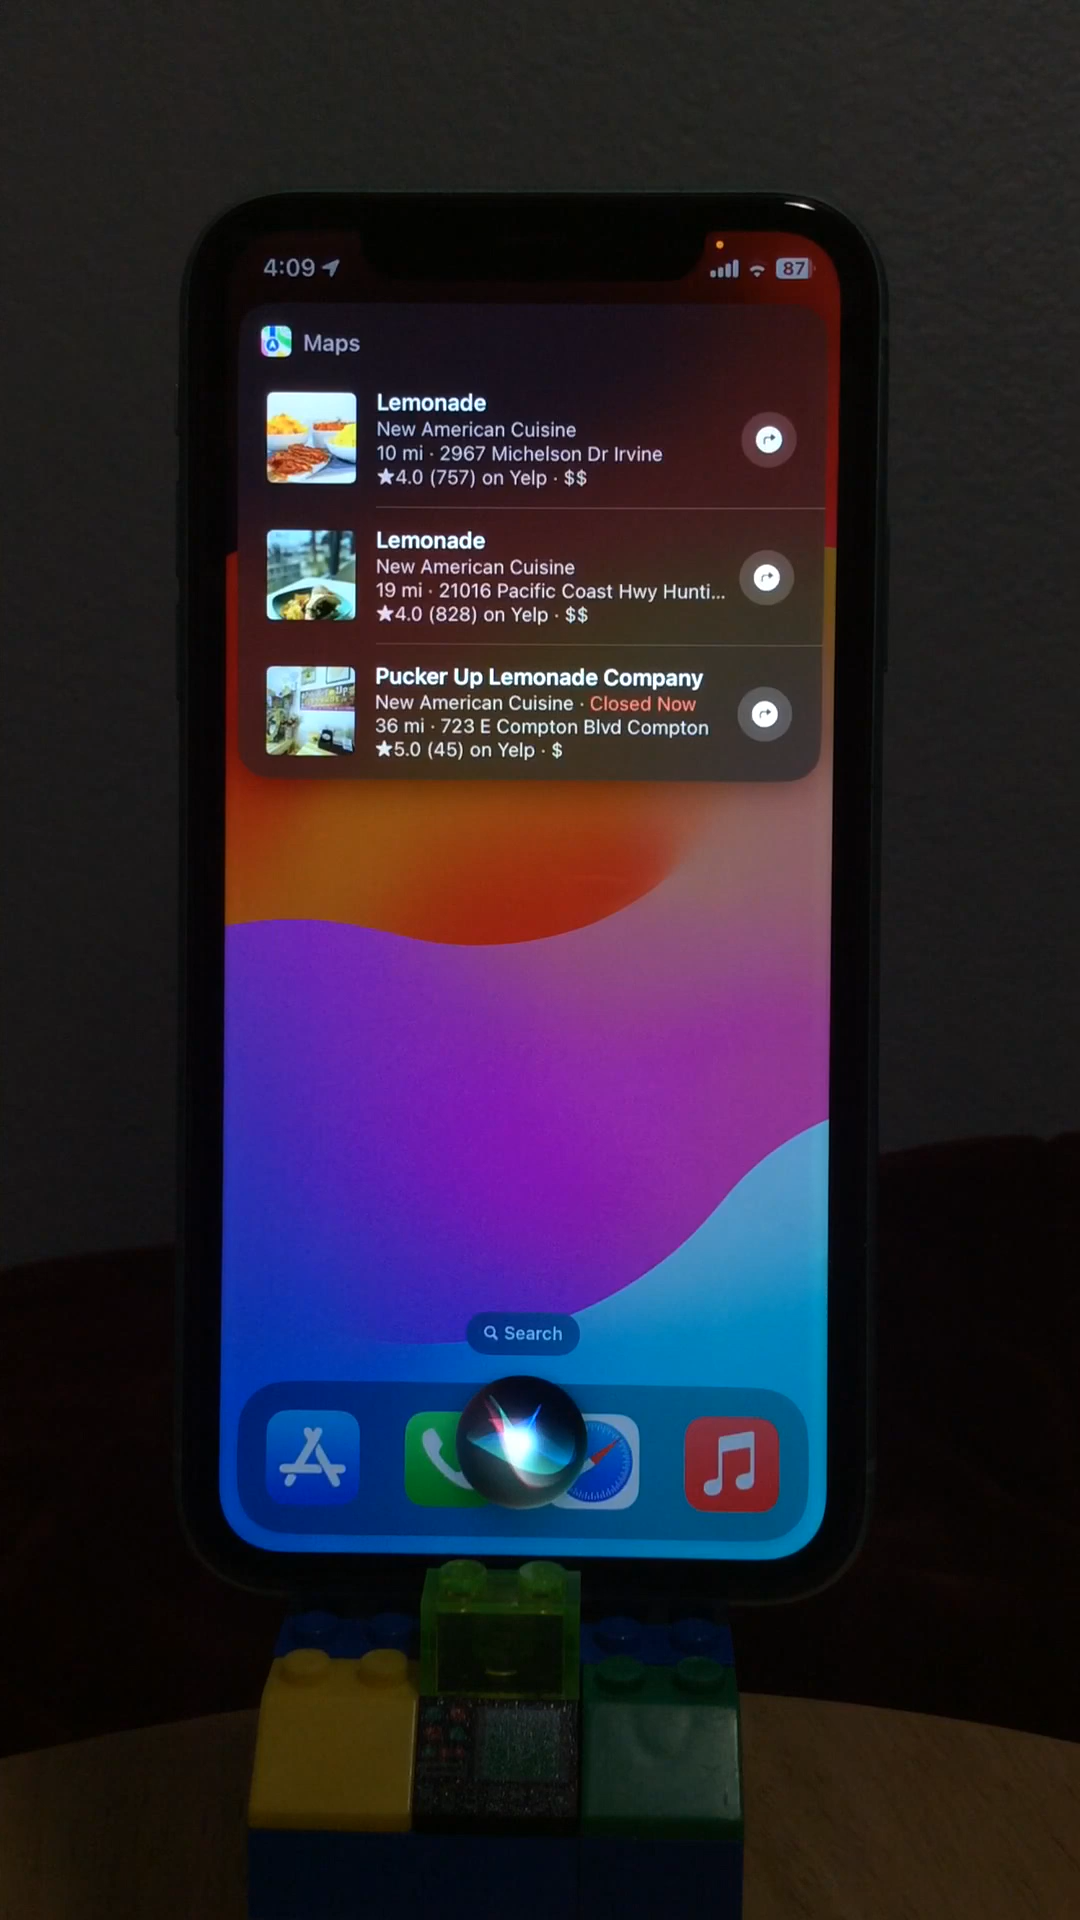 4:09
87
Maps
Lemonade
New American Cuisine
10 mi · 2967 Michelson Dr Irvine
★4.0 (757) on Yelp · $$
Lemonade
New American Cuisine
19 mi · 21016 Pacific Coast Hwy Hunti...
★4.0 (828) on Yelp · $$
Pucker Up Lemonade Company
New American Cuisine · Closed Now
36 mi · 723 E Compton Blvd Compton
★5.0 (45) on Yelp · $
Search